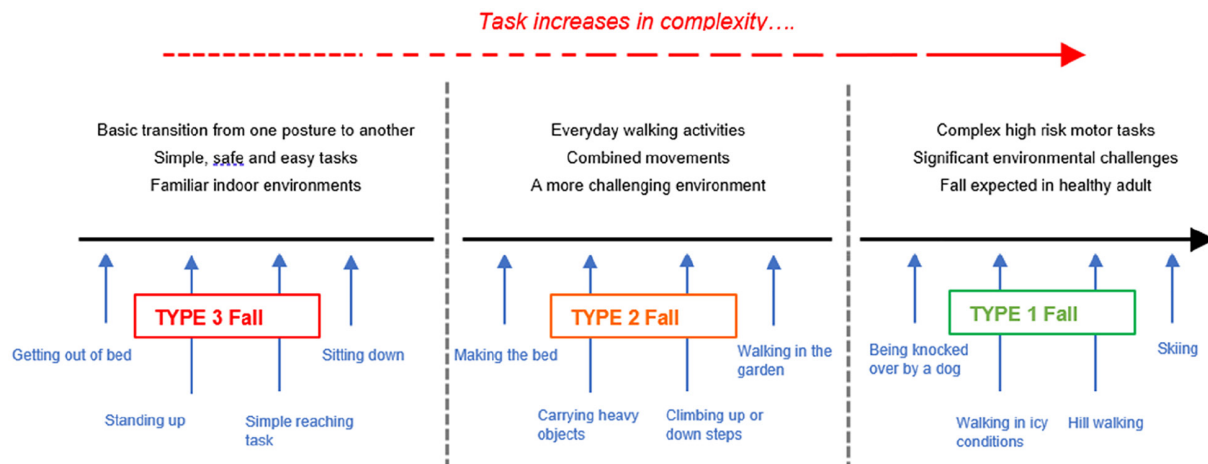 Task increases in complexity….
Basic transition from one posture to another
Simple, safe and easy tasks
Familiar indoor environments
Everyday walking activities
Combined movements
A more challenging environment
Complex high risk motor tasks
Significant environmental challenges
Fall expected in healthy adult
TYPE 3 Fall
Getting out of bed
Standing up
Simple reaching
task
Sitting down
TYPE 2 Fall
Making the bed
Carrying heavy
objects
Climbing up or
down steps
Walking in the
garden
TYPE 1 Fall
Being knocked
over by a dog
Walking in icy
conditions
Hill walking
Skiing